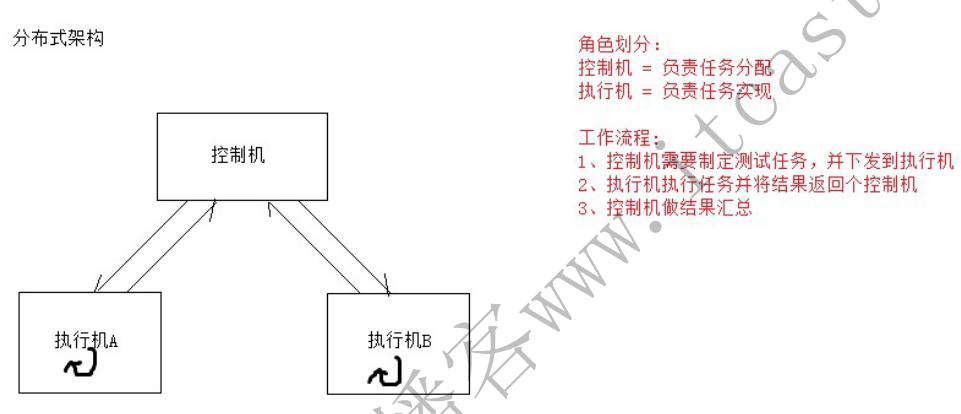 分布式架构
角色划分：
控制机 = 负责任务分配
执行机 = 负责任务实现
工作流程：
1、控制机需要制定测试任务，并下发到执行机
2、执行机执行任务并将结果返回个控制机
3、控制机做结果汇总
控制机
执行机A
执行机B
播客www.itcast